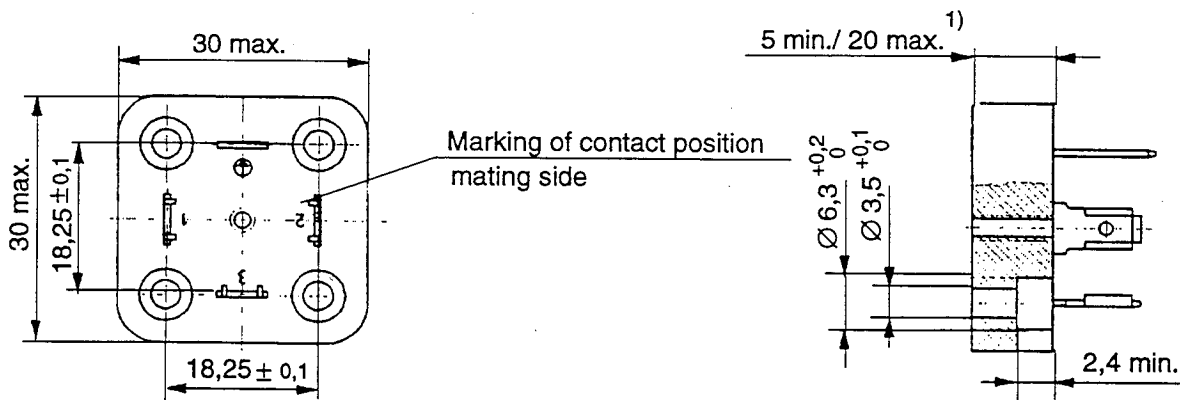 30 max.
5 min./ 20 max. 1)
30 max.
18,25 ± 0,1
1
2
3
Marking of contact position
mating side
Ø 6,3 +0,2 0
Ø 3,5 +0,1 0
18,25 ± 0,1
2,4 min.